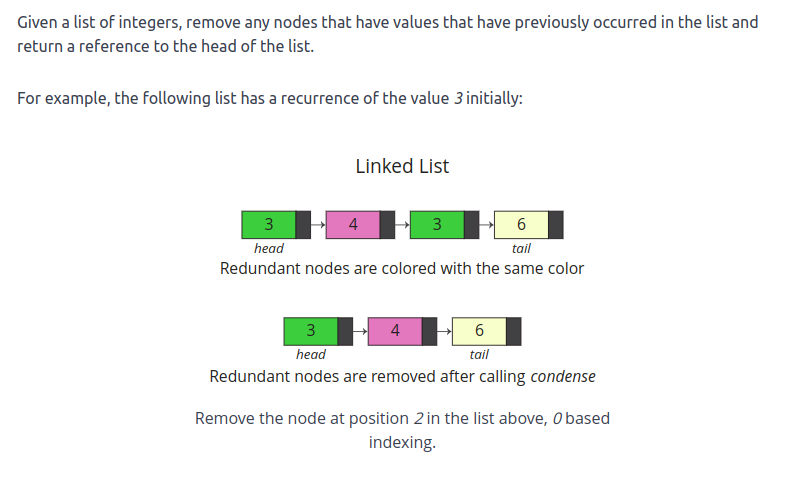 Given a list of integers, remove any nodes that have values that have previously occurred in the list and
return a reference to the head of the list.
For example, the following list has a recurrence of the value 3 initially:
Linked List
3 4 3 6
head tail
Redundant nodes are colored with the same color
3 4 6
head tail
Redundant nodes are removed after calling condense
Remove the node at position 2 in the list above, 0 based
indexing.